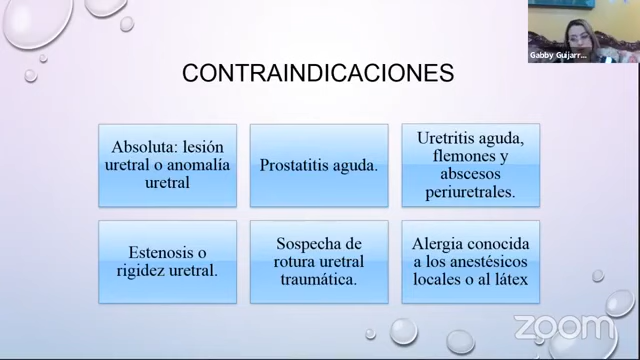 Gabby Guijarr...
CONTRAINDICACIONES
Absoluta: lesión
uretral o anomalía
uretral
Prostatitis aguda.
Uretritis aguda,
flemones y
abscesos
periuretrales.
Estenosis o
rigidez uretral.
Sospecha de
rotura uretral
traumática.
Alergia conocida
a los anestésicos
locales o al látex
zoom